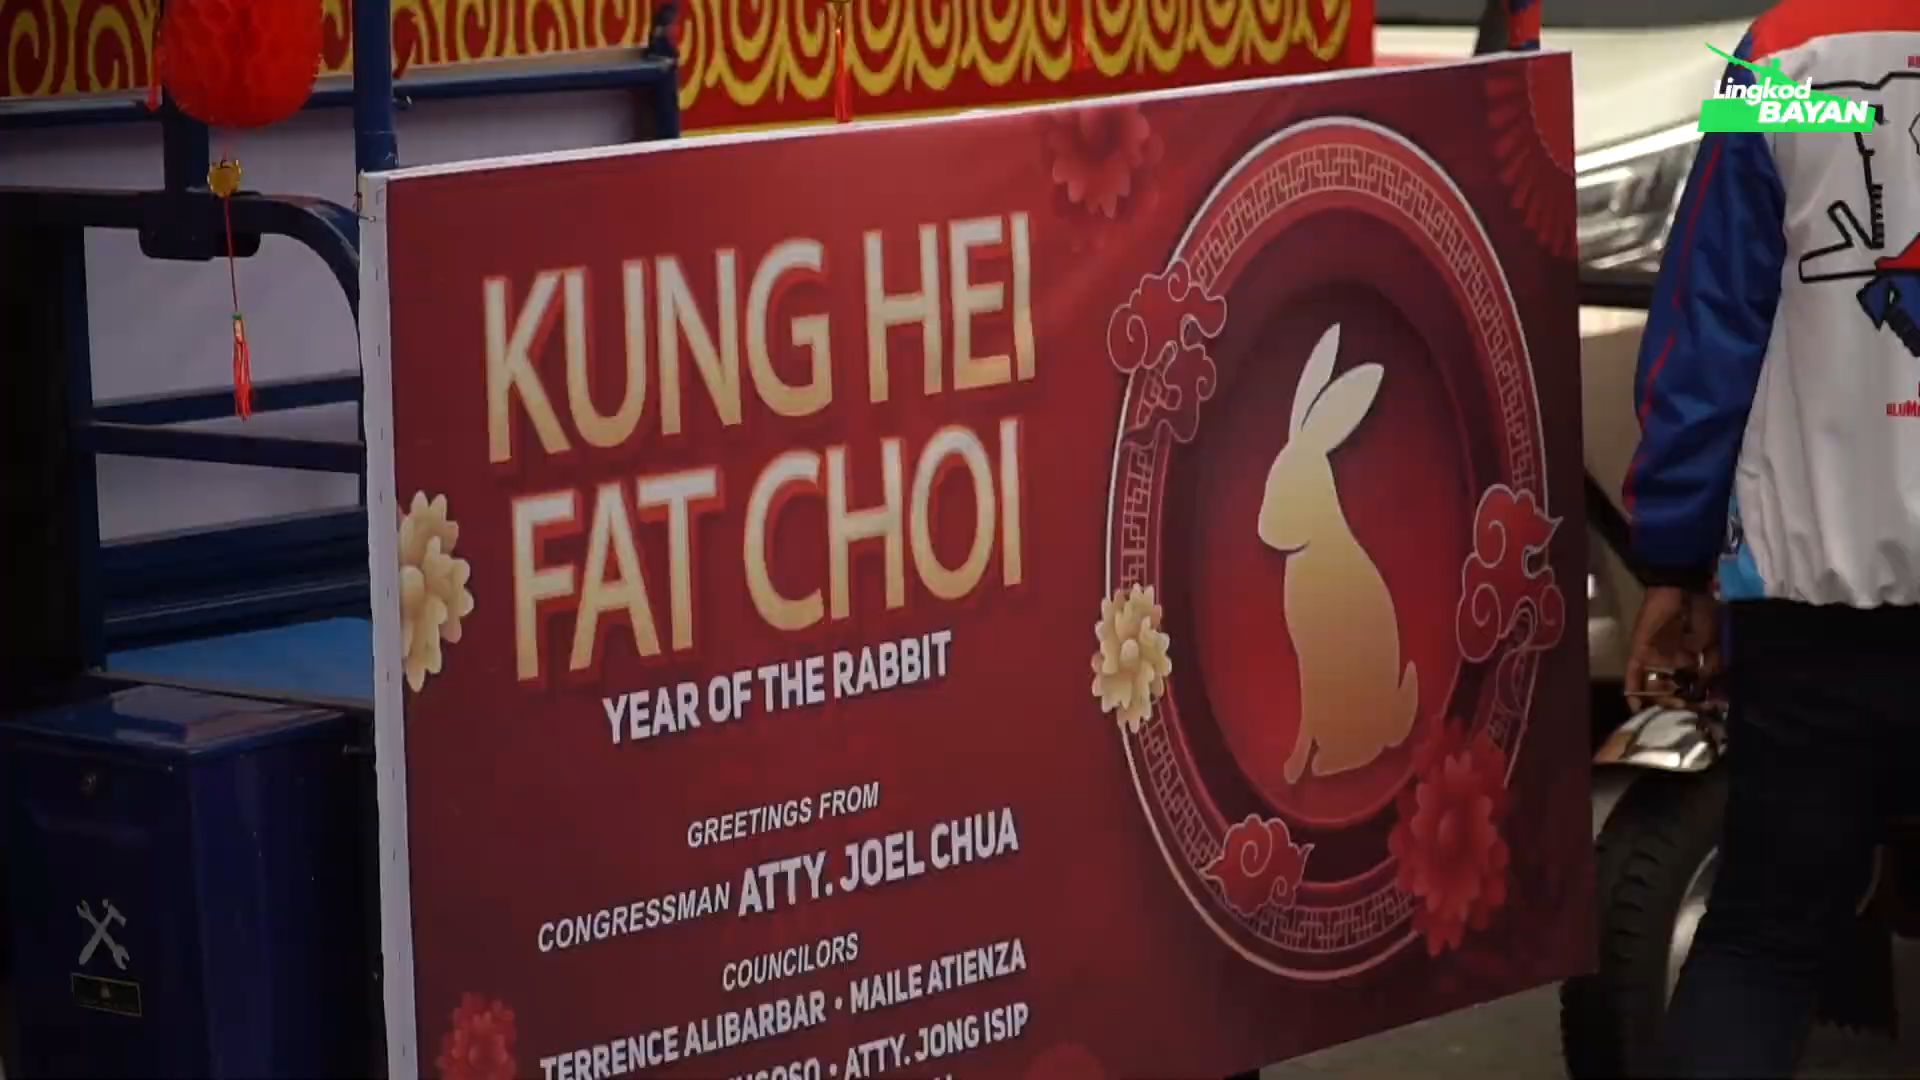 Lingkod
BAYAN
KUNG HEI
FAT CHOI
YEAR OF THE RABBIT
GREETINGS FROM
CONGRESSMAN ATTY. JOEL CHUA
COUNCILORS
TERRENCE ALIBARBAR • MAILE ATIENZA
• ATTY. JONG ISIP